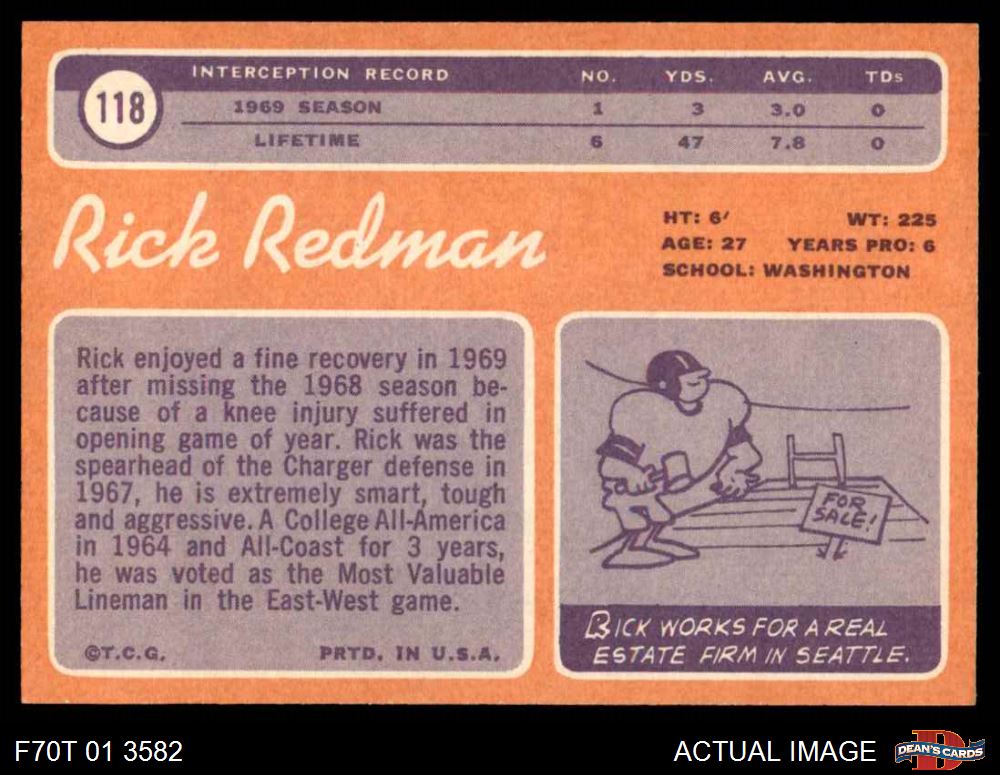 118
INTERCEPTION RECORD NO. YDS. AVG. TDs
1969 SEASON 1 3 3.0 0
LIFETIME 6 47 7.8 0
Rick Redman
HT: 6' WT: 225
AGE: 27 YEARS PRO: 6
SCHOOL: WASHINGTON
Rick enjoyed a fine recovery in 1969
after missing the 1968 season be-
cause of a knee injury suffered in
opening game of year. Rick was the
spearhead of the Charger defense in
1967, he is extremely smart, tough
and aggressive. A College All-America
in 1964 and All-Coast for 3 years,
he was voted as the Most Valuable
Lineman in the East-West game.
©T.C.G. PRTD. IN U.S.A.
FOR
SALE!
RICK WORKS FOR A REAL
ESTATE FIRM IN SEATTLE.
F70T 01 3582
ACTUAL IMAGE
D
DEAN'S CARDS